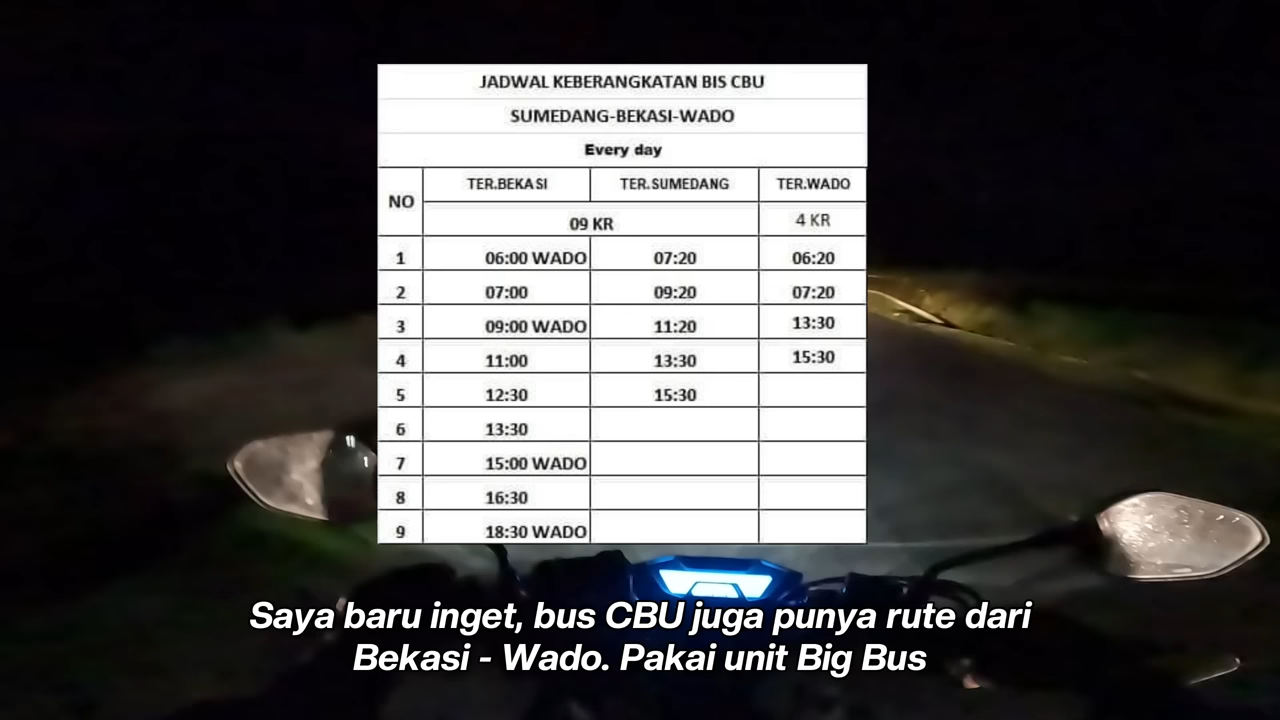 JADWAL KEBERANGKATAN BIS CBU
SUMEDANG-BEKASI-WADO
Every day
NO TER.BEKASI TER.SUMEDANG TER.WADO
09 KR 4 KR
1 06:00 WADO 07:20 06:20
2 07:00 09:20 07:20
3 09:00 WADO 11:20 13:30
4 11:00 13:30 15:30
5 12:30 15:30
6 13:30
7 15:00 WADO
8 16:30
9 18:30 WADO
Saya baru inget, bus CBU juga punya rute dari
Bekasi - Wado. Pakai unit Big Bus